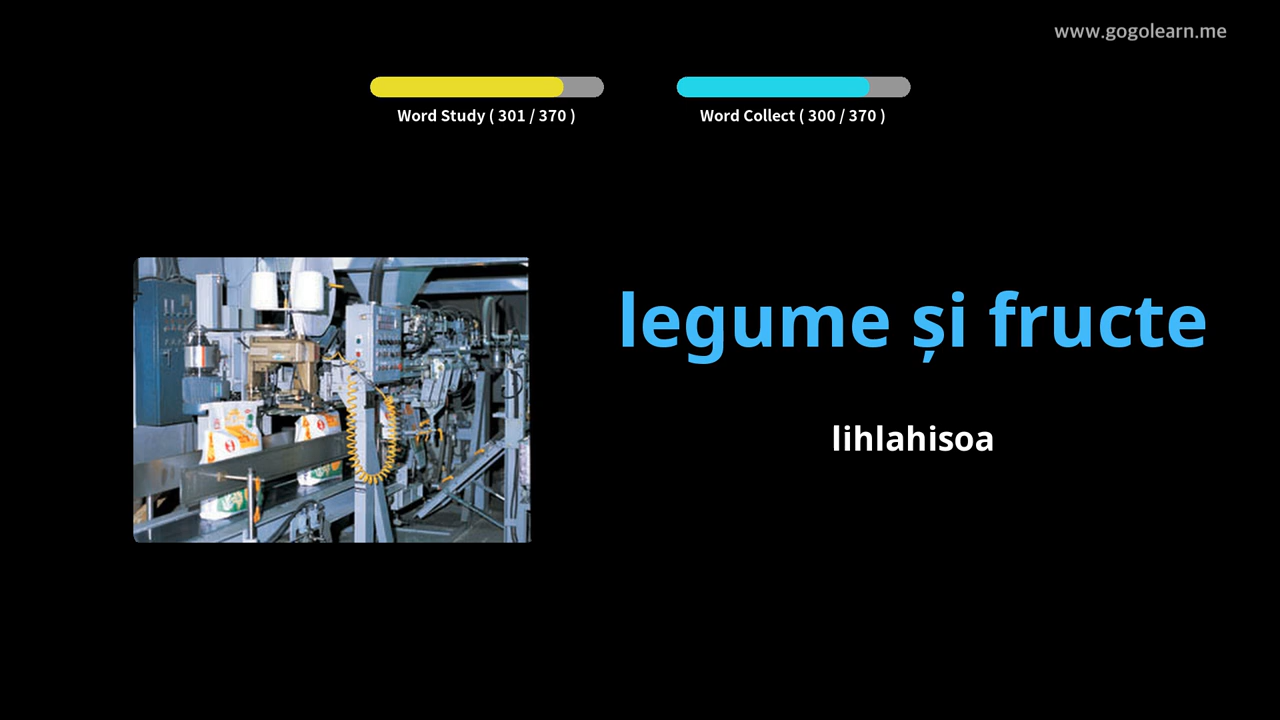 www.gogolearn.me
Word Study ( 301 / 370 )
Word Collect ( 300 / 370 )
legume și fructe
lihlahisoa